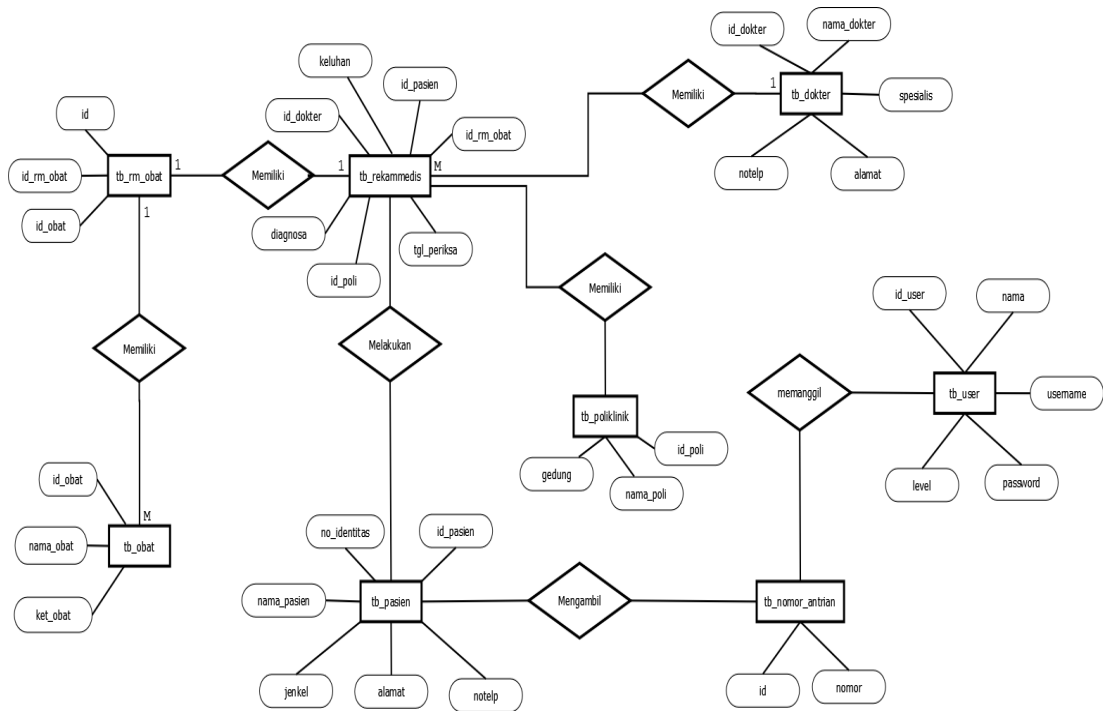 nama_dokter
id_dokter
keluhan
id_pasien
Memiliki
1
tb_dokter
spesialis
id
id_dokter
id_rm_obat
notelp
alamat
id_rm_obat
tb_rm_obat
1
Memiliki
1
tb_rekammedis
M
id_obat
1
diagnosa
tgl_periksa
id_poli
Memiliki
id_user
nama
Memiliki
Melakukan
memanggil
tb_user
username
tb_poliklinik
id_poli
gedung
nama_poli
level
password
id_obat
M
nama_obat
tb_obat
ket_obat
no_identitas
id_pasien
nama_pasien
tb_pasien
Mengambil
tb_nomor_antrian
jenkel
alamat
notelp
id
nomor